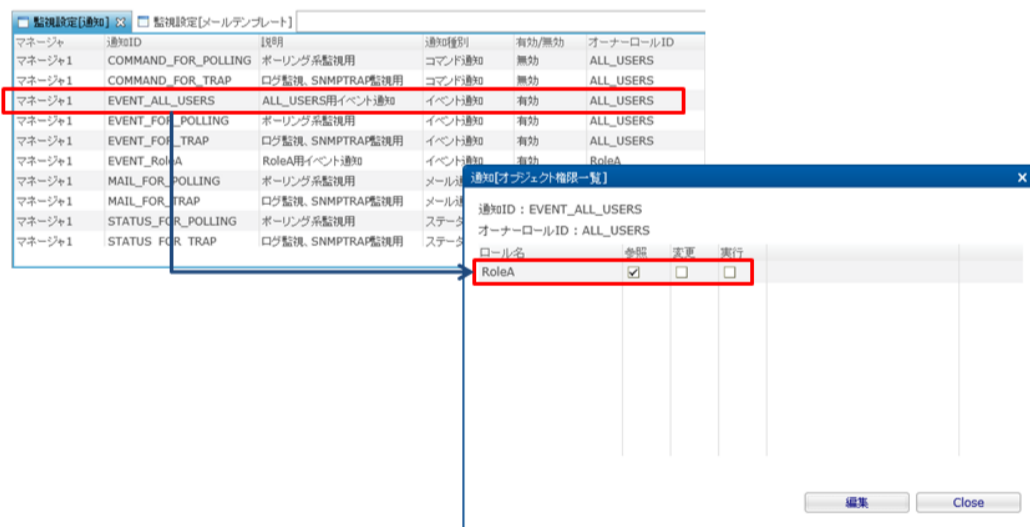 監視設定[通知] 監視設定[メールテンプレート]
マネージャ 通知ID 説明 通知種別 有効/無効 オーナーロールID
マネージャ1 COMMAND_FOR_POLLING ポーリング系監視用 コマンド通知 無効 ALL_USERS
マネージャ1 COMMAND_FOR_TRAP ログ監視、SNMPTRAP監視用 コマンド通知 無効 ALL_USERS
マネージャ1 EVENT_ALL_USERS ALL_USERS用イベント通知 イベント通知 有効 ALL_USERS
マネージャ1 EVENT_FOR_POLLING ポーリング系監視用 イベント通知 有効 ALL_USERS
マネージャ1 EVENT_FOR_TRAP ログ監視、SNMPTRAP監視用 イベント通知 有効 ALL_USERS
マネージャ1 EVENT_RoleA RoleA用イベント通知 イベント通知 有効 RoleA
マネージャ1 MAIL_FOR_POLLING ポーリング系監視用 メール通
マネージャ1 MAIL_FOR_TRAP ログ監視、SNMPTRAP監視用 メール通
マネージャ1 STATUS_FOR_POLLING ポーリング系監視用 ステータ
マネージャ1 STATUS_FOR_TRAP ログ監視、SNMPTRAP監視用 ステータ
通知[オブジェクト権限一覧]
通知ID : EVENT_ALL_USERS
オーナーロールID : ALL_USERS
ロール名 参照 変更 実行
RoleA
編集 Close